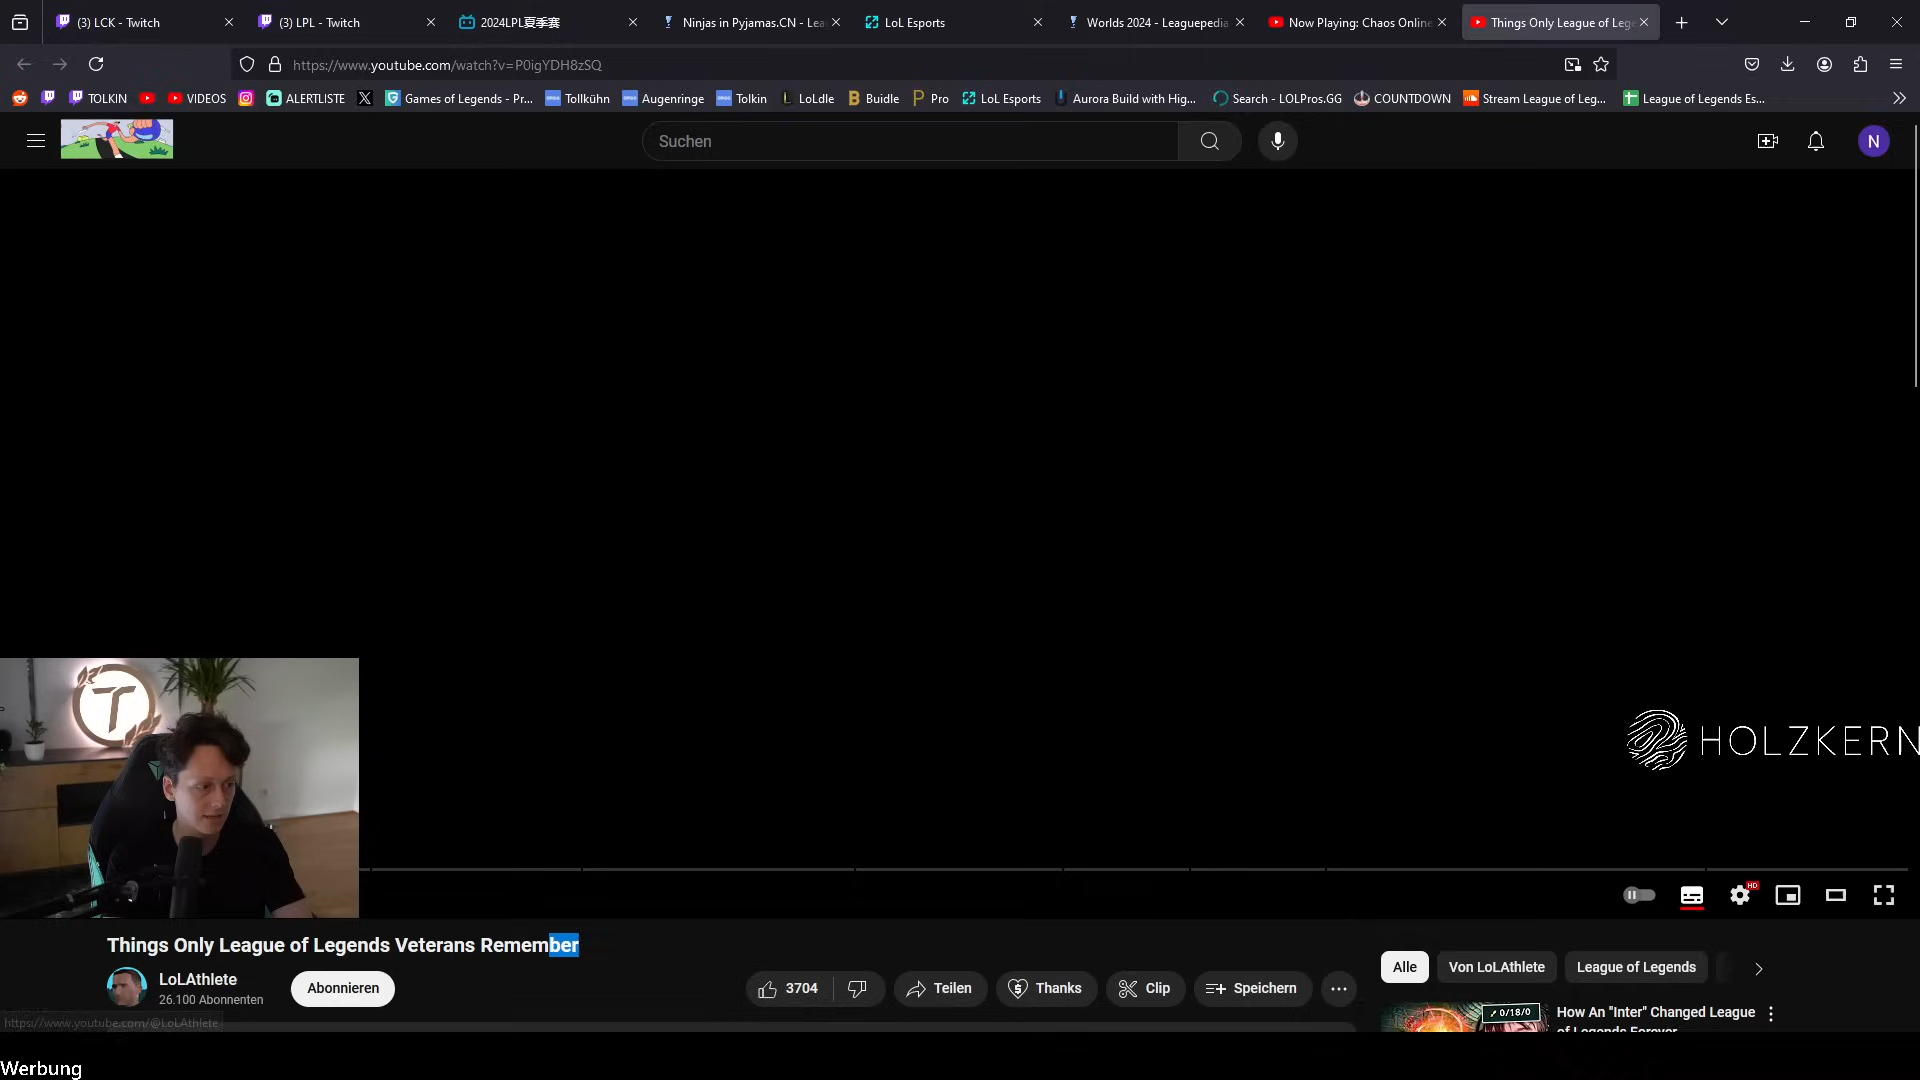 (3) LCK - Twitch
(3) LPL - Twitch
2024LPL夏季赛
Ninjas in Pyjamas.CN - Lea
LoL Esports
Worlds 2024 - Leaguepedia
Now Playing: Chaos Online
Things Only League of Lege
https://www.youtube.com/watch?v=P0igYDH8zSQ
TOLKIN
VIDEOS
ALERTLISTE
Games of Legends - Pr...
Tollkühn
Augenringe
Tolkin
LoLdle
Buidle
Pro
LoL Esports
Aurora Build with Hig...
Search - LOLPros.GG
COUNTDOWN
Stream League of Leg...
League of Legends Es...
Suchen
N
T
HOLZKERN
HD
Things Only League of Legends Veterans Remember
LoLAthlete
26.100 Abonnenten
Abonnieren
3704
Teilen
Thanks
Clip
Speichern
Alle
Von LoLAthlete
League of Legends
0/18/0
How An "Inter" Changed League
of Legends Forever
https://www.youtube.com/@LoLAthlete
Werbung